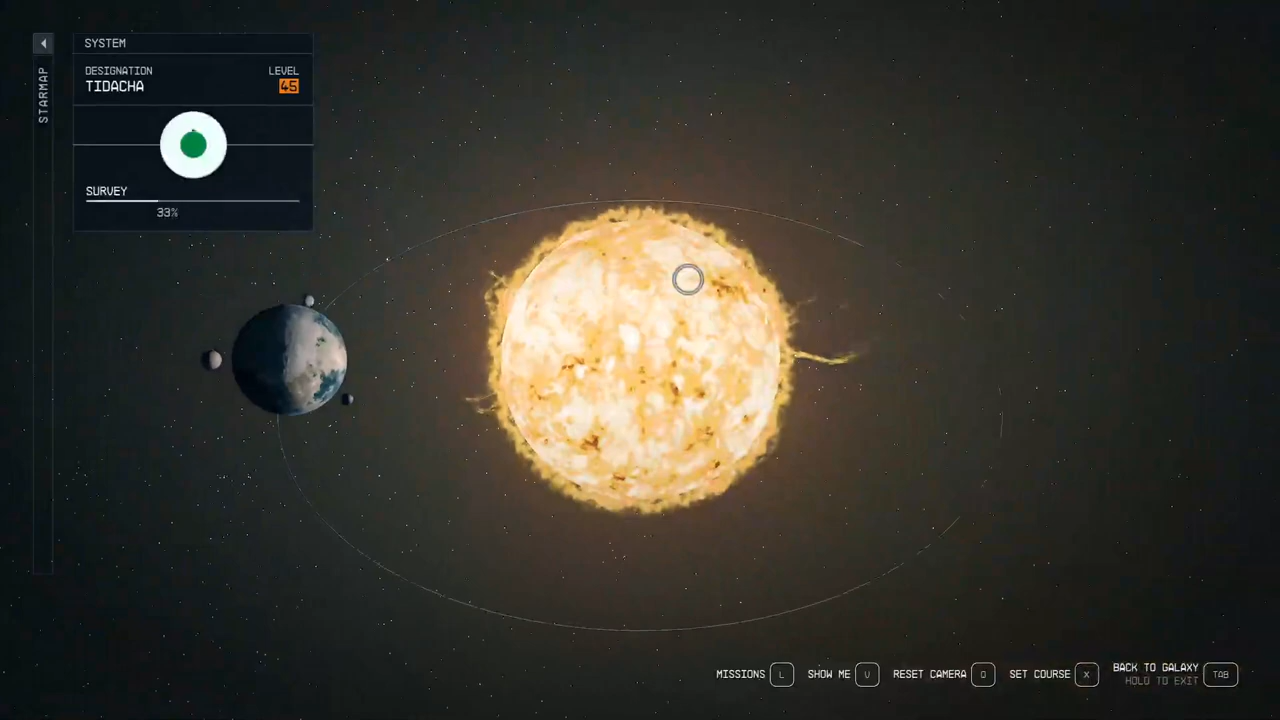 STARMAP
SYSTEM
DESIGNATION LEVEL
TIDACHA 45
SURVEY
33%
MISSIONS L SHOW ME V RESET CAMERA Q SET COURSE X BACK TO GALAXY TAB
HOLD TO EXIT